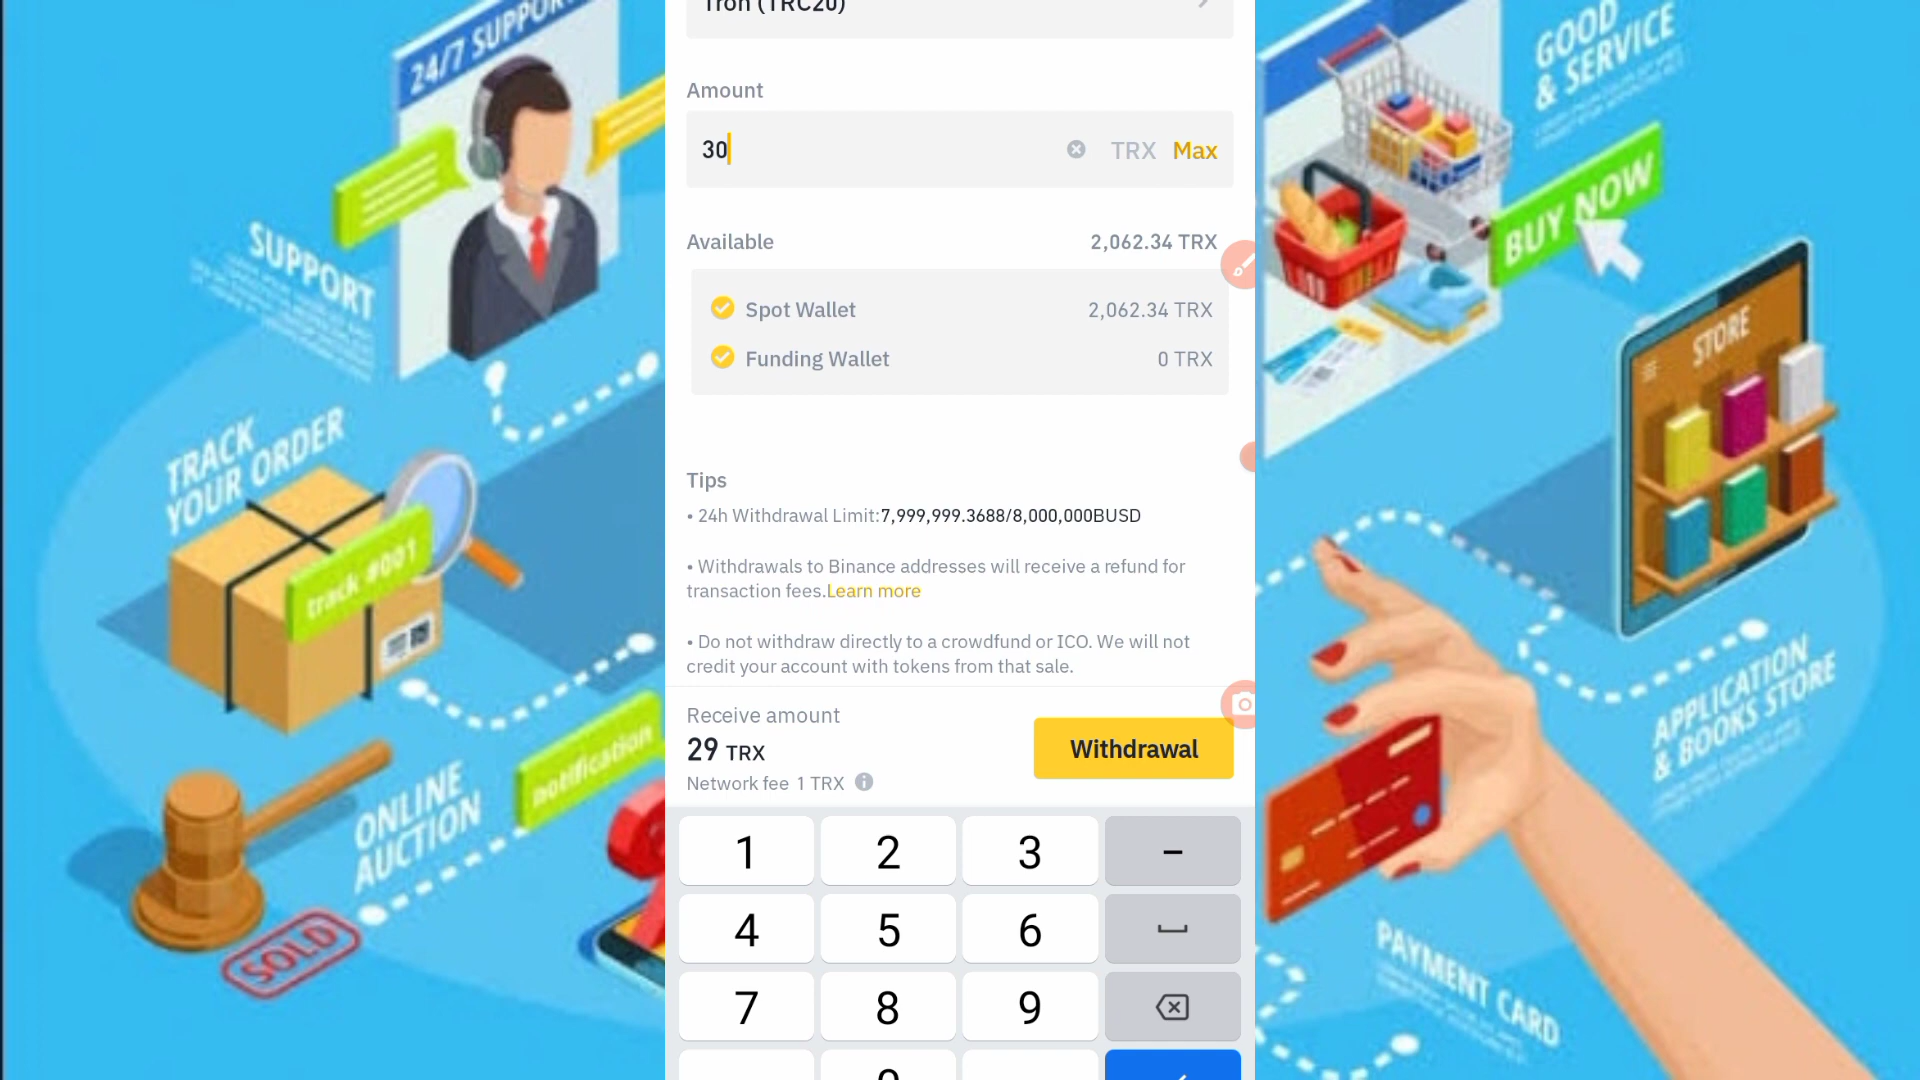 24/7 SUPPORT
SUPPORT
TRACK
YOUR ORDER
track #001
ONLINE
AUCTION
SOLD
notification
Tron (TRC20)
Amount
30
TRX Max
Available 2,062.34 TRX
Spot Wallet 2,062.34 TRX
Funding Wallet 0 TRX
Tips
• 24h Withdrawal Limit:7,999,999.3688/8,000,000BUSD
• Withdrawals to Binance addresses will receive a refund for
transaction fees.Learn more
• Do not withdraw directly to a crowdfund or ICO. We will not
credit your account with tokens from that sale.
Receive amount
29 TRX
Withdrawal
Network fee 1 TRX
1 2 3 –
4 5 6
7 8 9
GOOD
& SERVICE
BUY NOW
STORE
APPLICATION
& BOOKS STORE
PAYMENT CARD